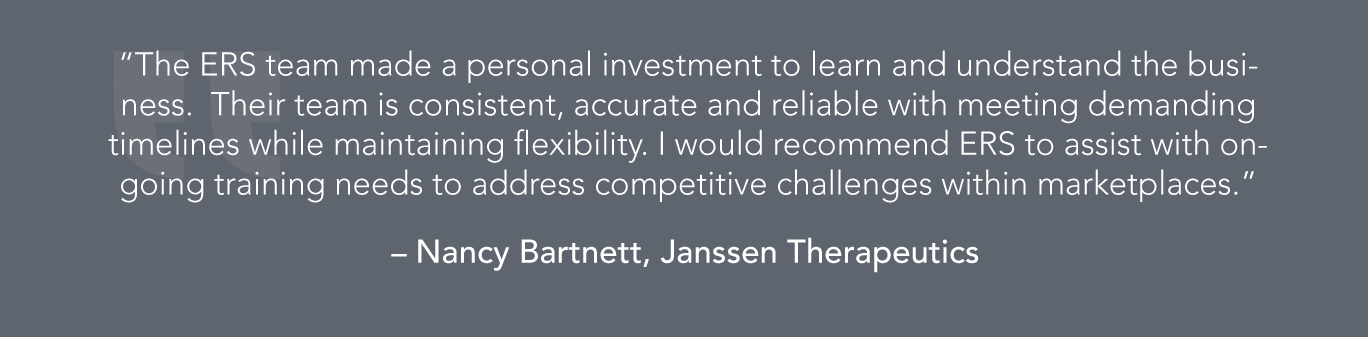 “The ERS team made a personal investment to learn and understand the busi-
ness.  Their team is consistent, accurate and reliable with meeting demanding
timelines while maintaining flexibility. I would recommend ERS to assist with on-
going training needs to address competitive challenges within marketplaces.”
– Nancy Bartnett, Janssen Therapeutics